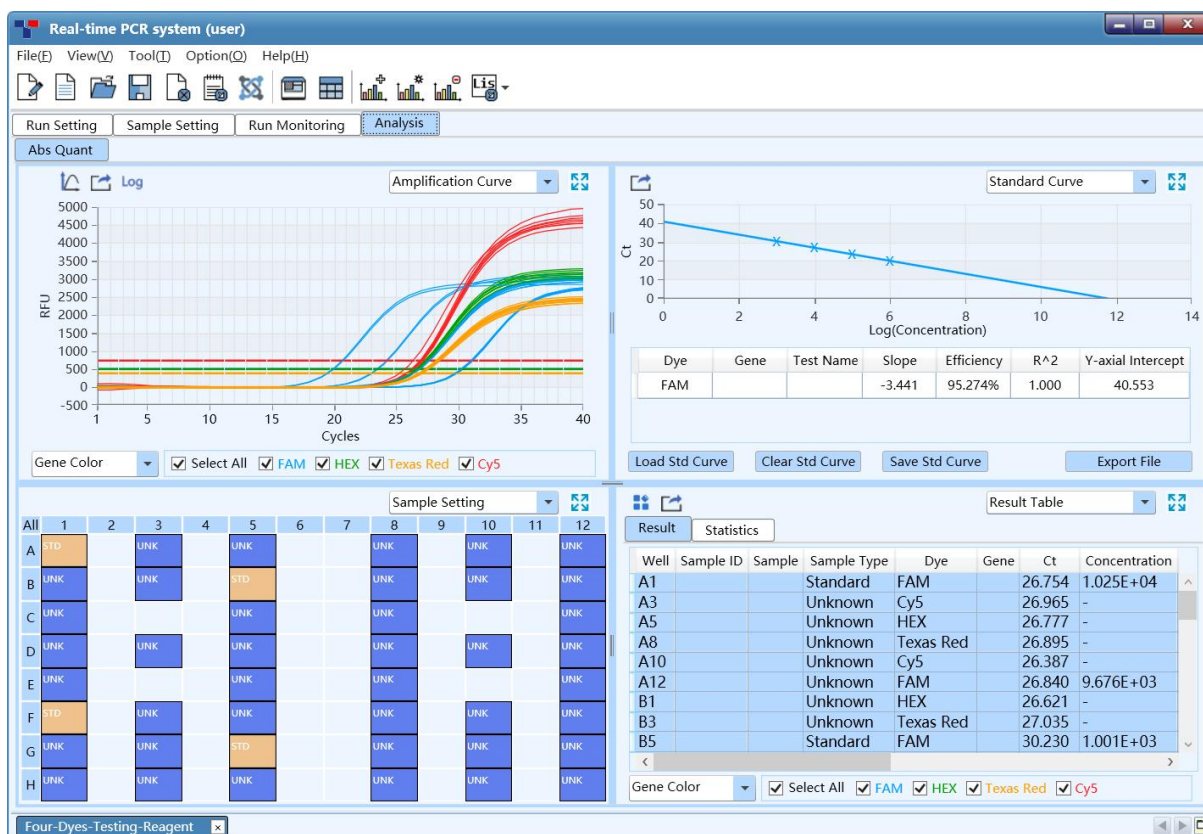 Real-time PCR system (user)
File(F) View(V) Tool(T) Option(O) Help(H)
Lis
Run Setting Sample Setting Run Monitoring Analysis
Abs Quant
Log Amplification Curve
5000
4500
4000
3500
3000
2500
2000
1500
1000
500
0
-500
RFU
1 5 10 15 20 25 30 35 40
Cycles
Gene Color Select All FAM HEX Texas Red Cy5
Standard Curve
50
40
30
20
10
0
Ct
0 2 4 6 8 10 12 14
Log(Concentration)
Dye Gene Test Name Slope Efficiency R^2 Y-axial Intercept
FAM -3.441 95.274% 1.000 40.553
Load Std Curve Clear Std Curve Save Std Curve Export File
Sample Setting
All 1 2 3 4 5 6 7 8 9 10 11 12
A STD UNK UNK UNK UNK UNK
B UNK UNK STD UNK UNK UNK
C UNK UNK UNK UNK
D UNK UNK UNK UNK UNK UNK
E UNK UNK UNK UNK
F STD UNK UNK UNK UNK UNK
G UNK UNK STD UNK UNK UNK
H UNK UNK UNK UNK UNK UNK
Result Table
Result Statistics
Well Sample ID Sample Sample Type Dye Gene Ct Concentration
A1 Standard FAM 26.754 1.025E+04
A3 Unknown Cy5 26.965 -
A5 Unknown HEX 26.777 -
A8 Unknown Texas Red 26.895 -
A10 Unknown Cy5 26.387 -
A12 Unknown FAM 26.840 9.676E+03
B1 Unknown HEX 26.621 -
B3 Unknown Texas Red 27.035 -
B5 Standard FAM 30.230 1.001E+03
Gene Color Select All FAM HEX Texas Red Cy5
Four-Dyes-Testing-Reagent